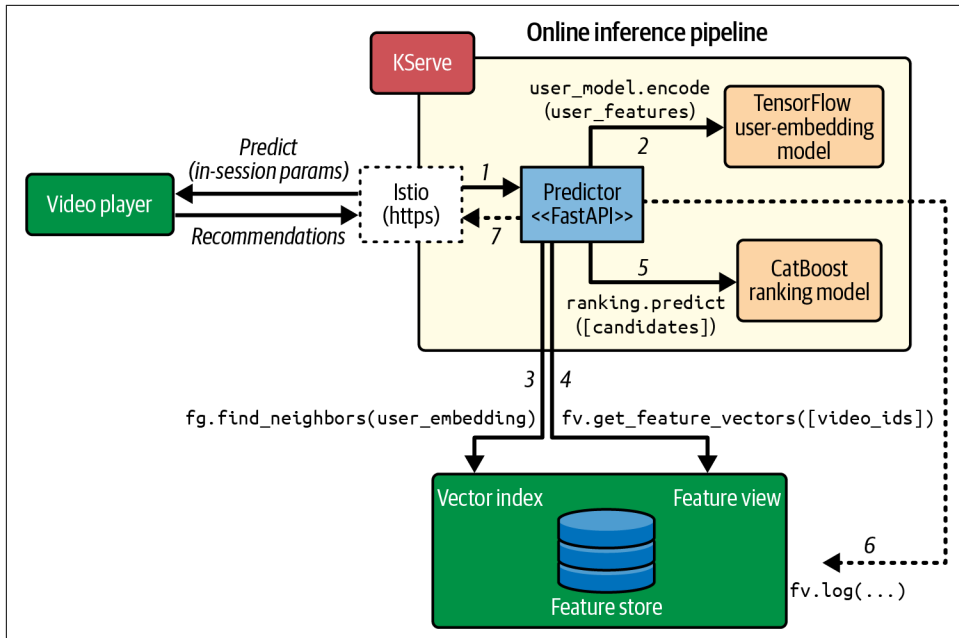 Online inference pipeline
KServe
user_model.encode
(user_features)
2
TensorFlow
user-embedding
model
Predict
(in-session params)
Video player
Recommendations
Istio
(https)
1
7
Predictor
<<FastAPI>>
5
ranking.predict
([candidates])
CatBoost
ranking model
3
4
fg.find_neighbors(user_embedding)
fv.get_feature_vectors([video_ids])
Vector index
Feature view
Feature store
6
fv.log(...)